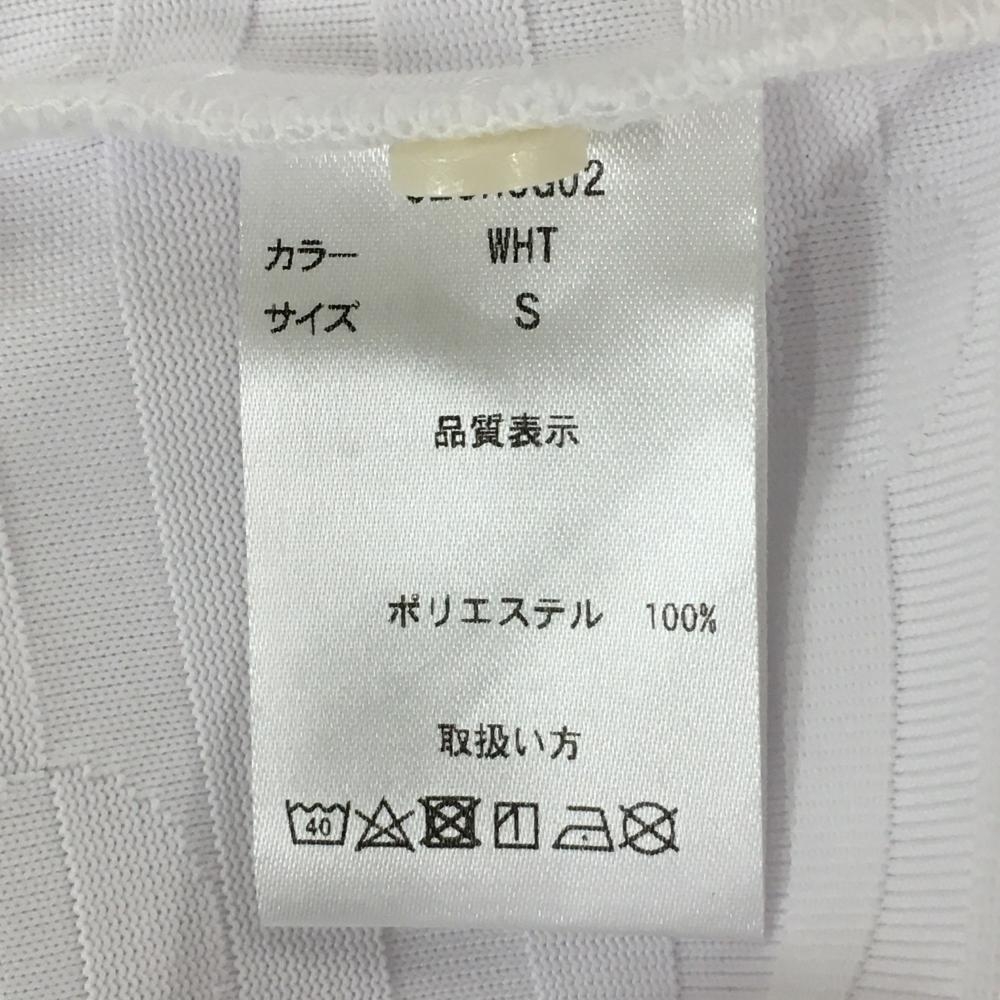 カラー WHT
サイズ S
品質表示
ポリエステル 100%
取扱い方
40